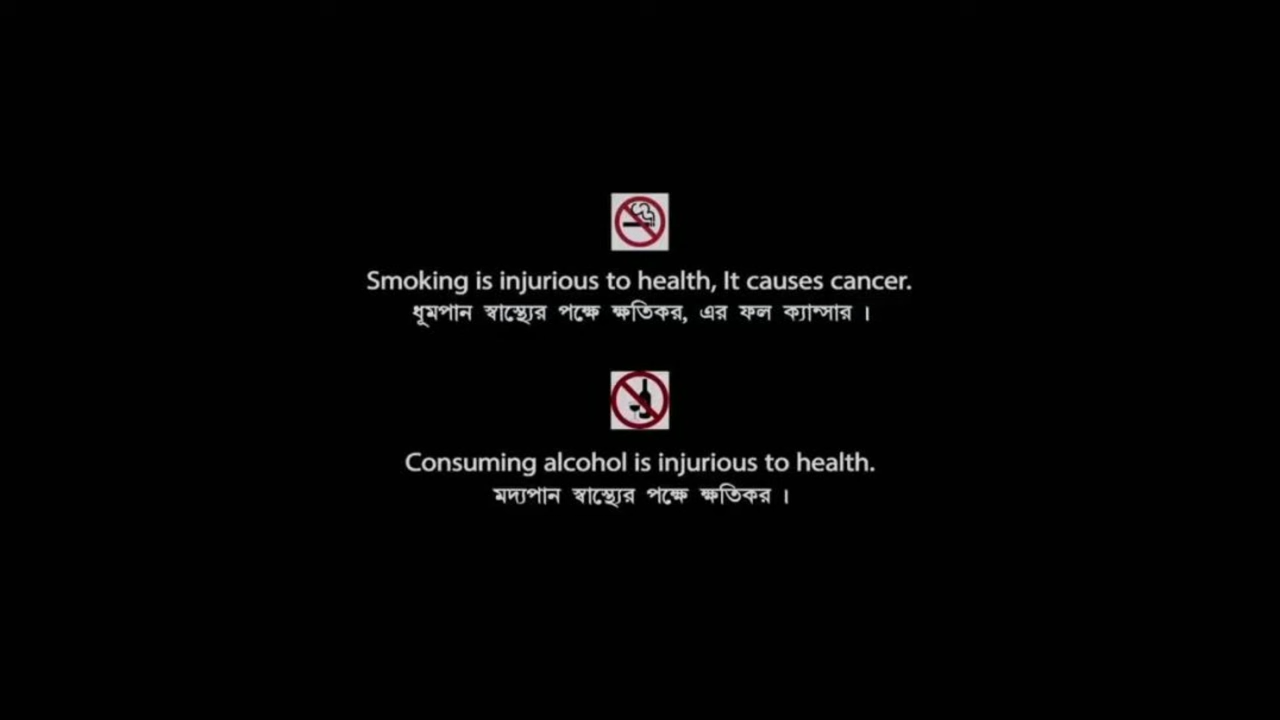 Smoking is injurious to health, It causes cancer.
ধূমপান স্বাস্থ্যের পক্ষে ক্ষতিকর, এর ফল ক্যান্সার ।
Consuming alcohol is injurious to health.
মদ্যপান স্বাস্থ্যের পক্ষে ক্ষতিকর ।